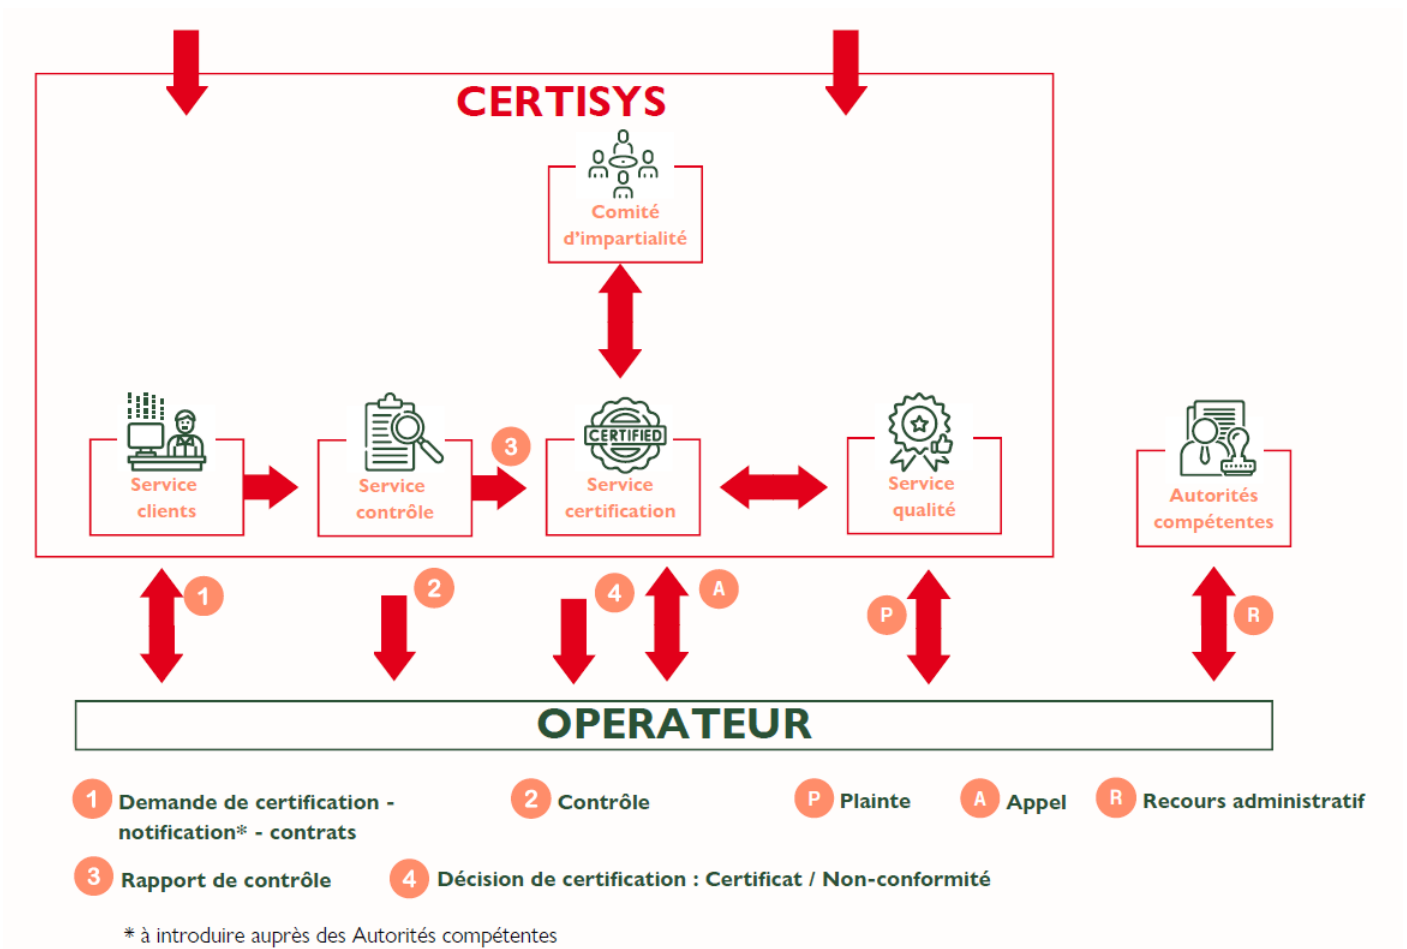 CERTISYS
Comité
d'impartialité
CERTIFIED
Service
clients
3
Service
contrôle
Service
certification
Service
qualité
Autorités
compétentes
1
2
4
A
P
R
OPERATEUR
1 Demande de certification -
notification* - contrats
2 Contrôle
P Plainte
A Appel
R Recours administratif
3 Rapport de contrôle
4 Décision de certification : Certificat / Non-conformité
* à introduire auprès des Autorités compétentes